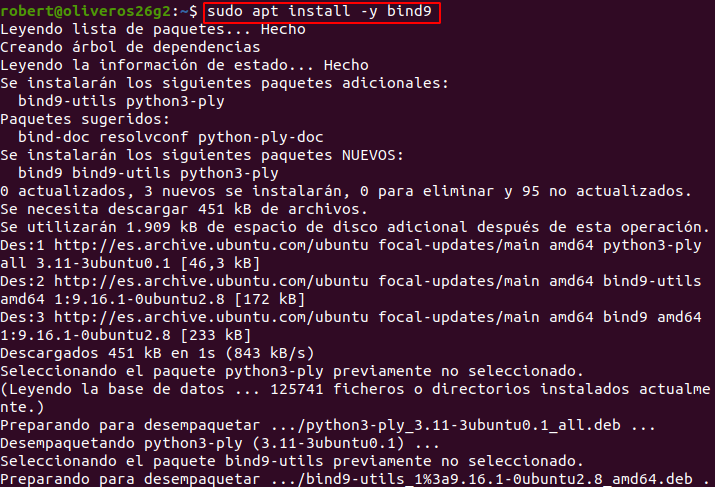 robert@oliveros26g2:~$ sudo apt install -y bind9
Leyendo lista de paquetes... Hecho
Creando árbol de dependencias
Leyendo la información de estado... Hecho
Se instalarán los siguientes paquetes adicionales:
  bind9-utils python3-ply
Paquetes sugeridos:
  bind-doc resolvconf python-ply-doc
Se instalarán los siguientes paquetes NUEVOS:
  bind9 bind9-utils python3-ply
0 actualizados, 3 nuevos se instalarán, 0 para eliminar y 95 no actualizados.
Se necesita descargar 451 kB de archivos.
Se utilizarán 1.909 kB de espacio de disco adicional después de esta operación.
Des:1 http://es.archive.ubuntu.com/ubuntu focal-updates/main amd64 python3-ply
all 3.11-3ubuntu0.1 [46,3 kB]
Des:2 http://es.archive.ubuntu.com/ubuntu focal-updates/main amd64 bind9-utils
amd64 1:9.16.1-0ubuntu2.8 [172 kB]
Des:3 http://es.archive.ubuntu.com/ubuntu focal-updates/main amd64 bind9 amd64
1:9.16.1-0ubuntu2.8 [233 kB]
Descargados 451 kB en 1s (843 kB/s)
Seleccionando el paquete python3-ply previamente no seleccionado.
(Leyendo la base de datos ... 125741 ficheros o directorios instalados actualme
nte.)
Preparando para desempaquetar .../python3-ply_3.11-3ubuntu0.1_all.deb ...
Desempaquetando python3-ply (3.11-3ubuntu0.1) ...
Seleccionando el paquete bind9-utils previamente no seleccionado.
Preparando para desempaquetar .../bind9-utils_1%3a9.16.1-0ubuntu2.8_amd64.deb .